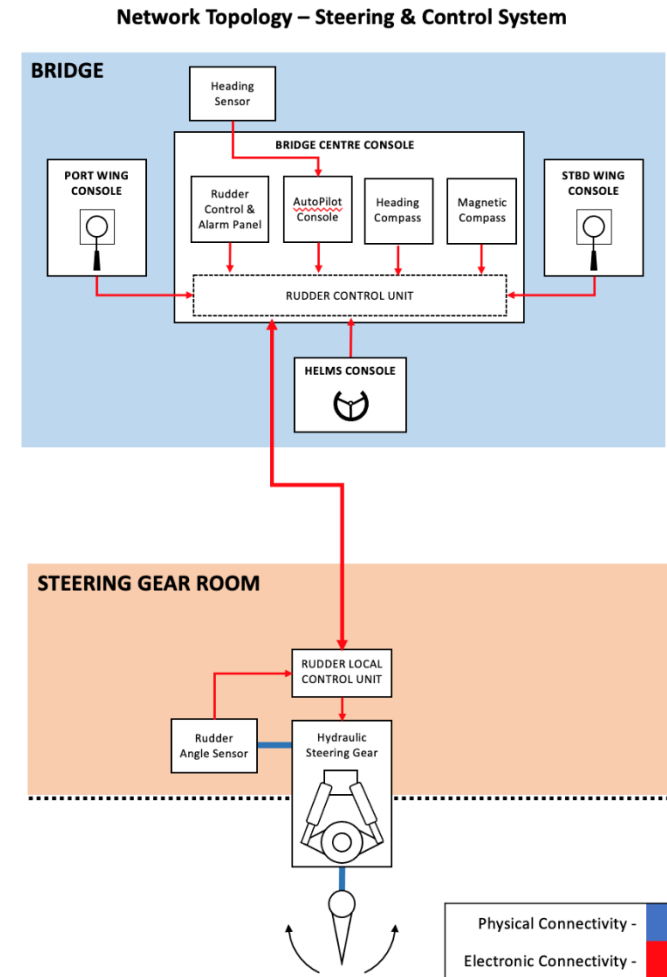 Network Topology – Steering & Control System
BRIDGE
Heading
Sensor
BRIDGE CENTRE CONSOLE
PORT WING
CONSOLE
STBD WING
CONSOLE
Rudder
Control &
Alarm Panel
AutoPilot
Console
Heading
Compass
Magnetic
Compass
RUDDER CONTROL UNIT
HELMS CONSOLE
STEERING GEAR ROOM
RUDDER LOCAL
CONTROL UNIT
Rudder
Angle Sensor
Hydraulic
Steering Gear
Physical Connectivity -
Electronic Connectivity -